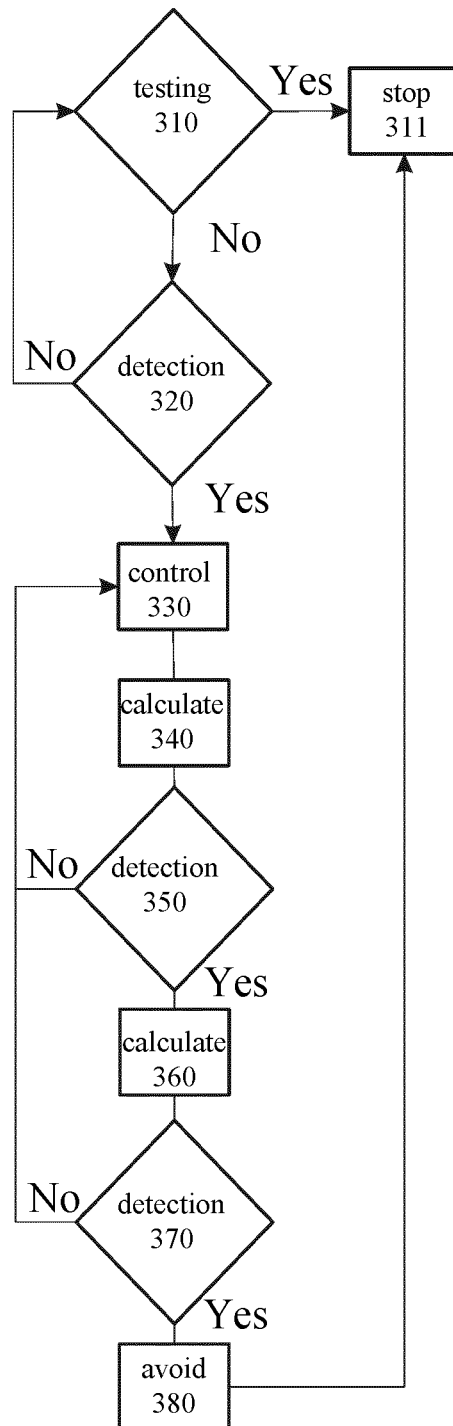 testing
310
Yes
stop
311
No
detection
320
No
Yes
control
330
calculate
340
detection
350
No
Yes
calculate
360
detection
370
No
Yes
avoid
380